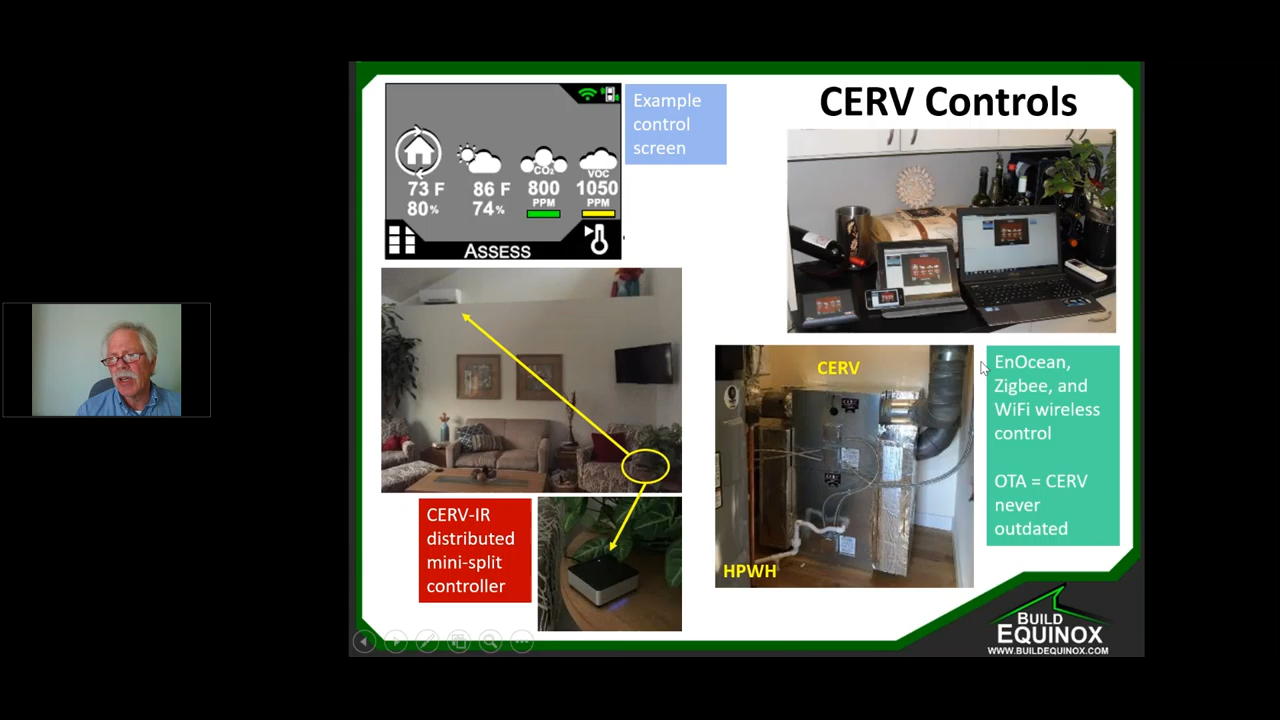 CERV Controls
Example
control
screen
73 F
86 F
CO2
800
PPM
VOC
1050
PPM
80%
74%
ASSESS
CERV
HPWH
EnOcean,
Zigbee, and
WiFi wireless
control
OTA = CERV
never
outdated
CERV-IR
distributed
mini-split
controller
BUILD
EQUINOX
WWW.BUILDEQUINOX.COM